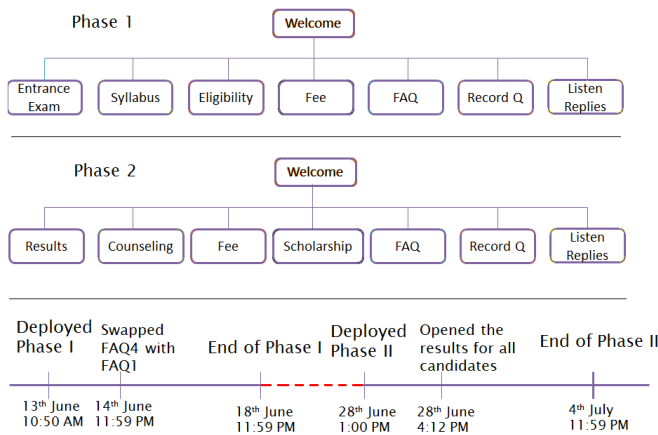 Phase 1
Welcome
Entrance
Exam
Syllabus
Eligibility
Fee
FAQ
Record Q
Listen
Replies
Phase 2
Welcome
Results
Counseling
Fee
Scholarship
FAQ
Record Q
Listen
Replies
Deployed
Phase I
Swapped
FAQ4 with
FAQ1
End of Phase I
Deployed
Phase II
Opened the
results for all
candidates
End of Phase II
13th June
10:50 AM
14th June
11:59 PM
18th June
11:59 PM
28th June
1:00 PM
28th June
4:12 PM
4th July
11:59 PM